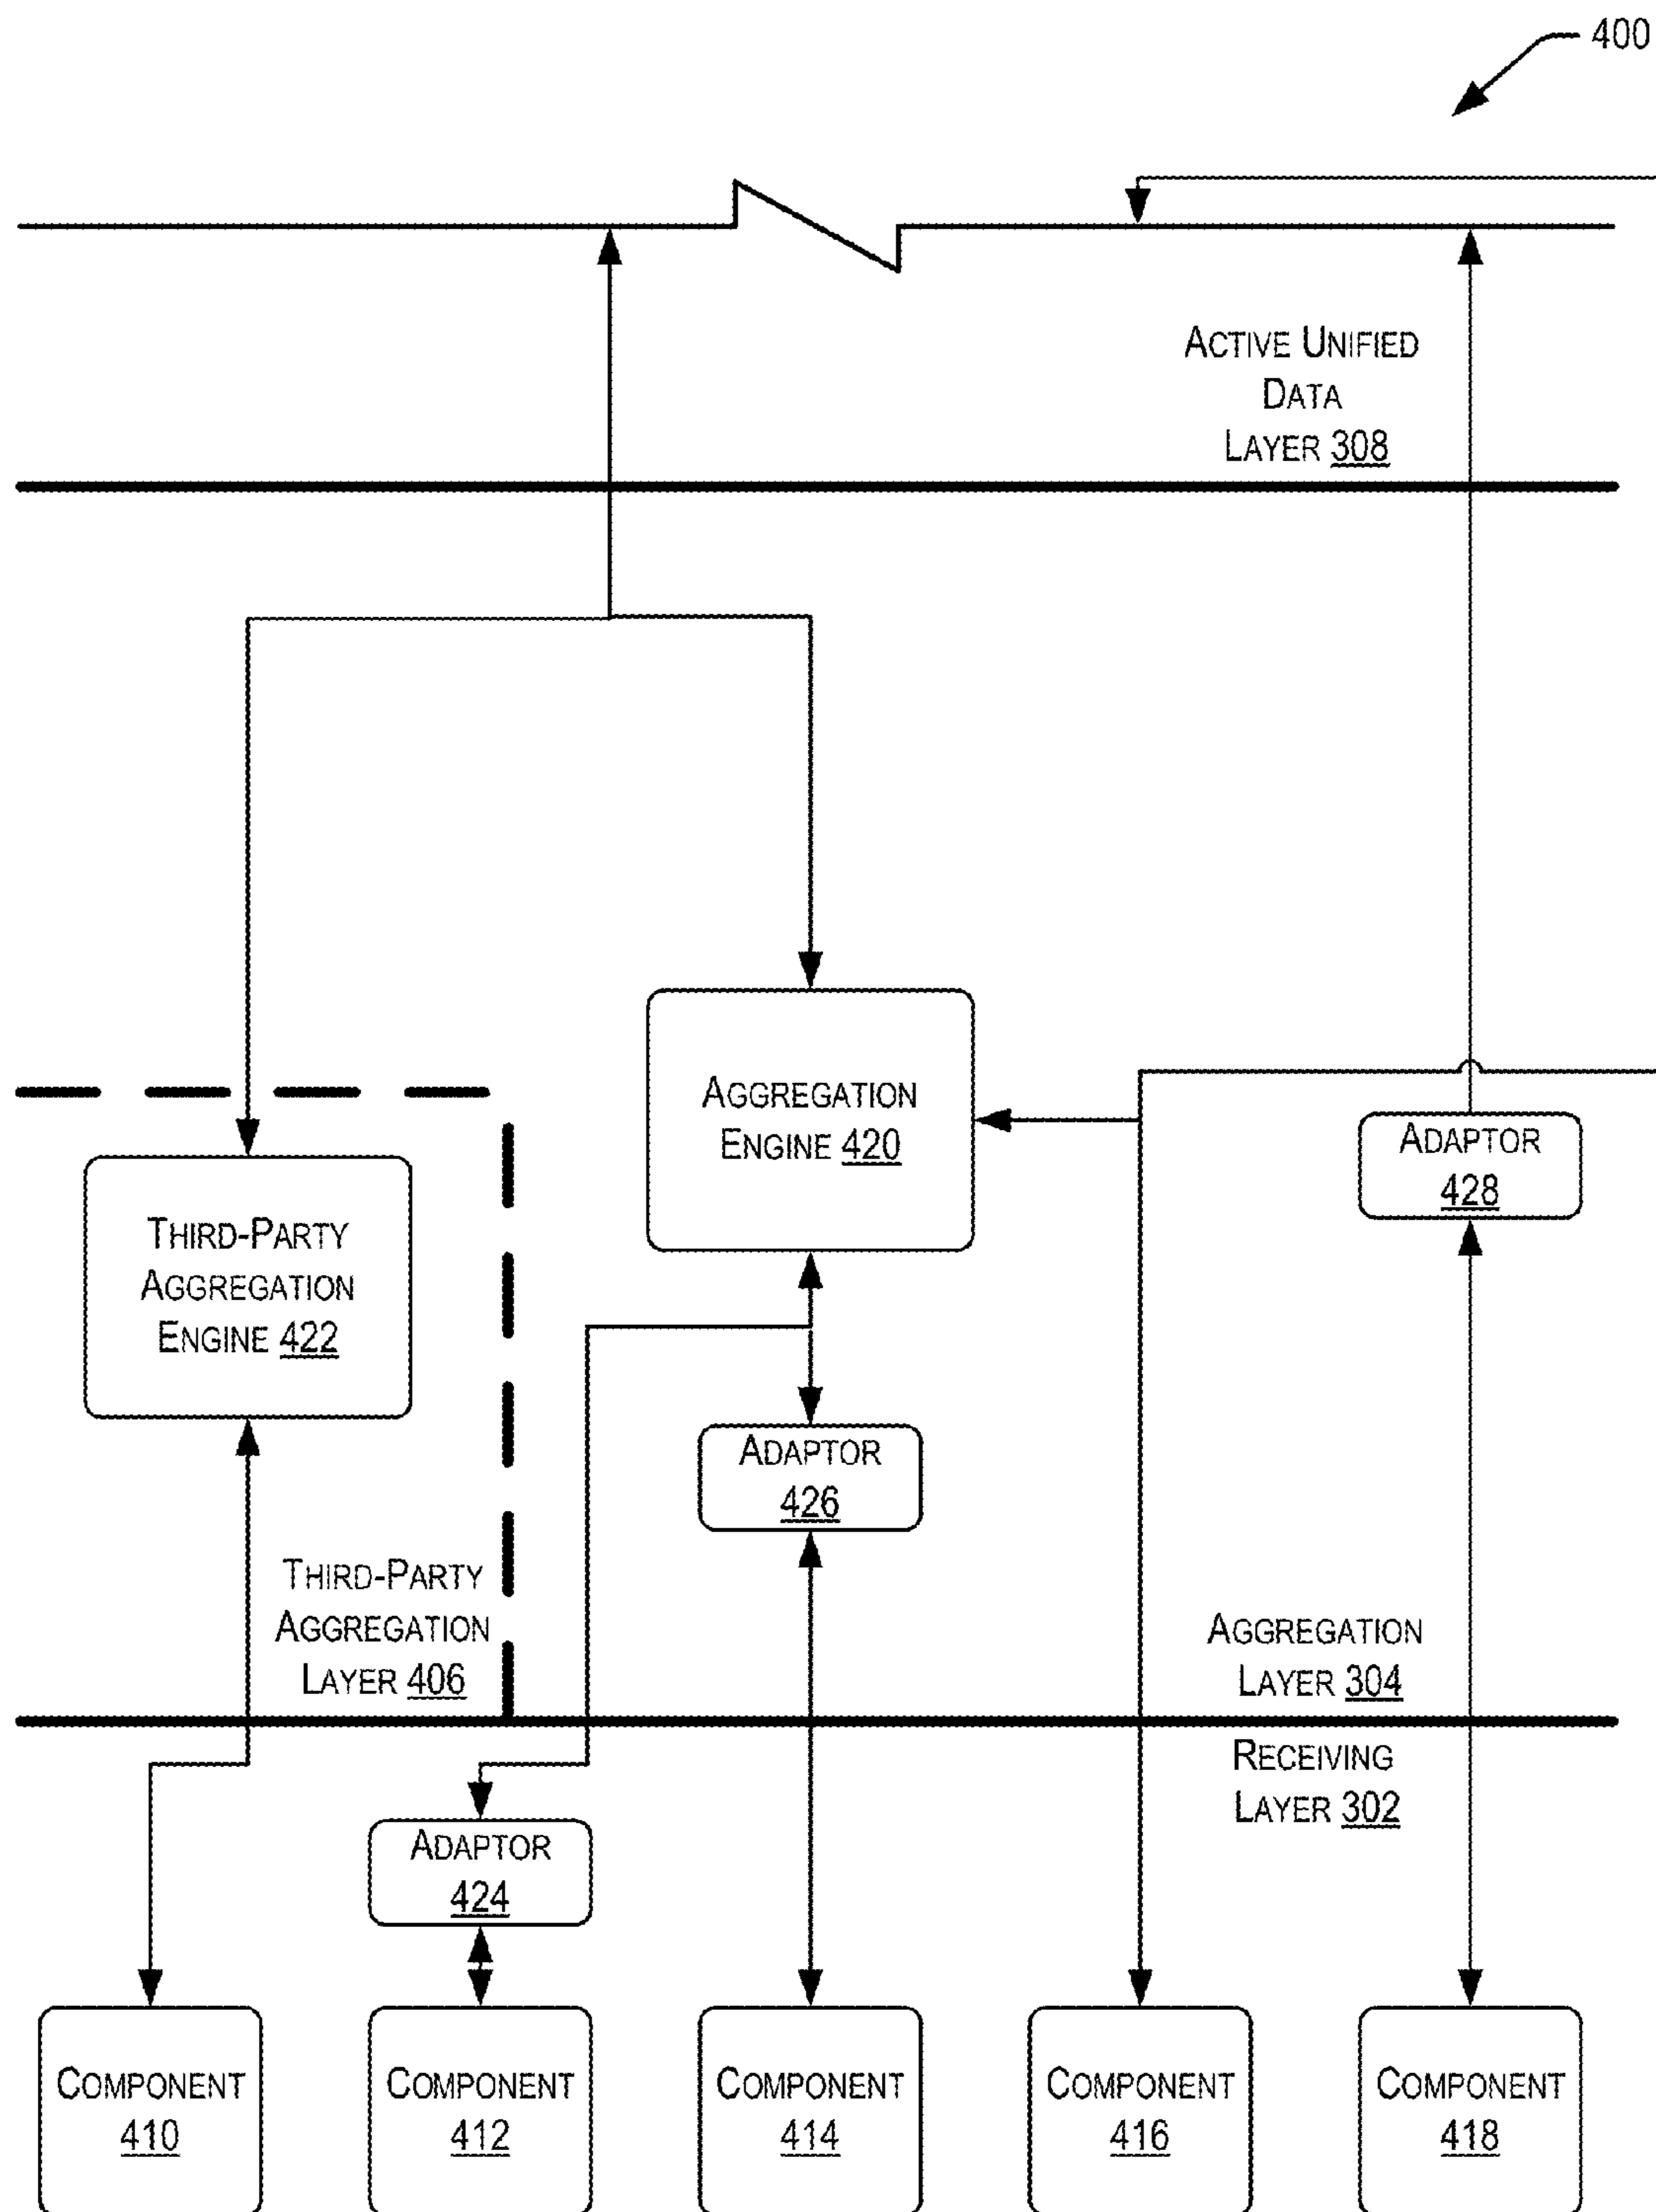 400
ACTIVE UNIFIED
DATA
LAYER 308
AGGREGATION
ENGINE 420
ADAPTOR
428
THIRD-PARTY
AGGREGATION
ENGINE 422
ADAPTOR
426
THIRD-PARTY
AGGREGATION
LAYER 406
AGGREGATION
LAYER 304
RECEIVING
LAYER 302
ADAPTOR
424
COMPONENT
410
COMPONENT
412
COMPONENT
414
COMPONENT
416
COMPONENT
418